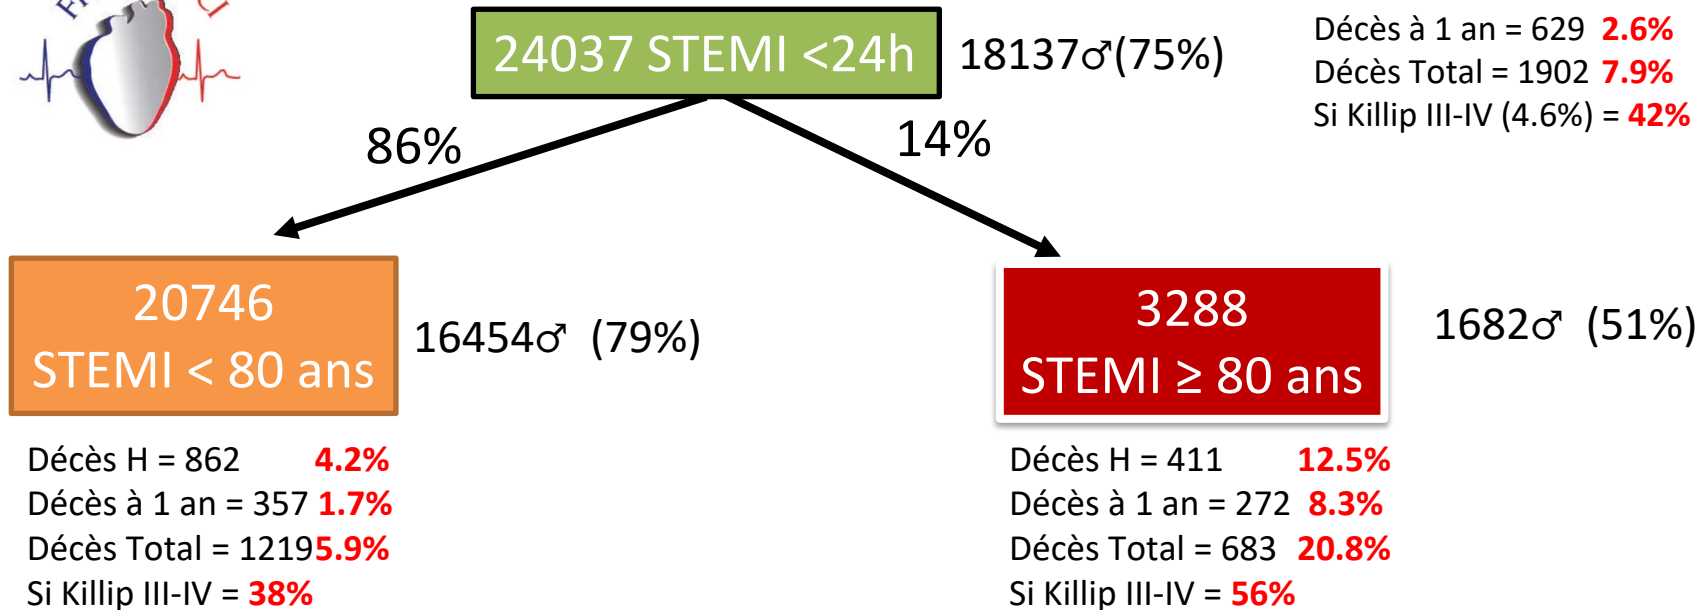 24037 STEMI <24h
18137♂(75%)
Décès à 1 an = 629 2.6%
Décès Total = 1902 7.9%
Si Killip III-IV (4.6%) = 42%
86%
14%
20746
STEMI < 80 ans
16454♂ (79%)
3288
STEMI ≥ 80 ans
1682♂ (51%)
Décès H = 862 4.2%
Décès à 1 an = 357 1.7%
Décès Total = 1219 5.9%
Si Killip III-IV = 38%
Décès H = 411 12.5%
Décès à 1 an = 272 8.3%
Décès Total = 683 20.8%
Si Killip III-IV = 56%